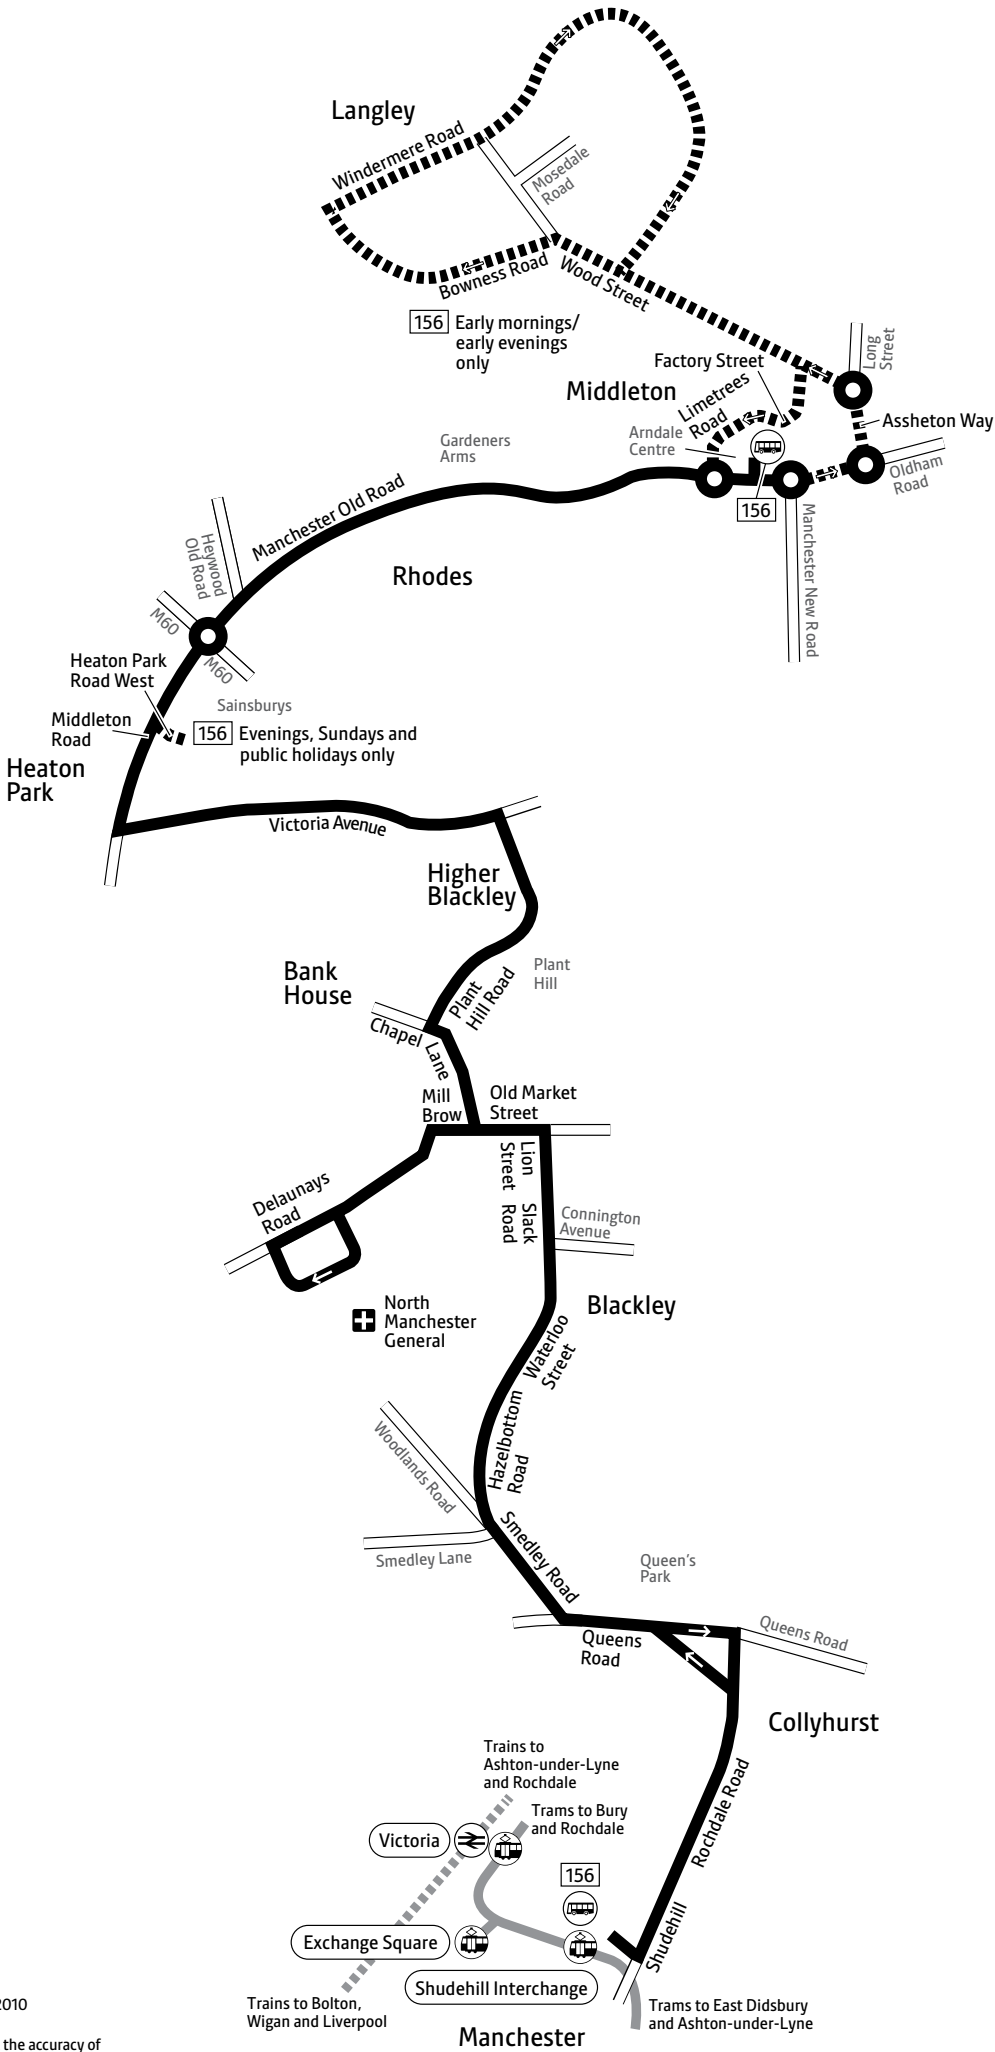 Langley
Windermere Road
Mosedale
Road
Bowness Road
Wood Street
156 Early mornings/
early evenings
only
Long
Street
Factory Street
Middleton
Limetrees
Road
Assheton Way
Arndale
Centre
Gardeners
Arms
Oldham
Road
156
Manchester Old Road
Manchester New Road
Heywood
Old Road
Rhodes
M60
M60
Heaton Park
Road West
Sainsburys
Middleton
Road
156 Evenings, Sundays and
public holidays only
Heaton
Park
Victoria Avenue
Higher
Blackley
Plant
Hill
Bank
House
Plant
Hill Road
Chapel
Lane
Mill
Brow
Old Market
Street
Lion
Street
Delaunays
Road
Slack
Road
Connington
Avenue
North
Manchester
General
Blackley
Waterloo
Street
Hazelbottom
Road
Woodlands Road
Smedley Road
Smedley Lane
Queen's
Park
Queens
Road
Queens Road
Collyhurst
Trains to
Ashton-under-Lyne
and Rochdale
Trams to Bury
and Rochdale
Rochdale Road
Victoria
156
Exchange Square
Shudehill
Shudehill Interchange
2010
Trains to Bolton,
Wigan and Liverpool
Trams to East Didsbury
and Ashton-under-Lyne
Manchester
the accuracy of